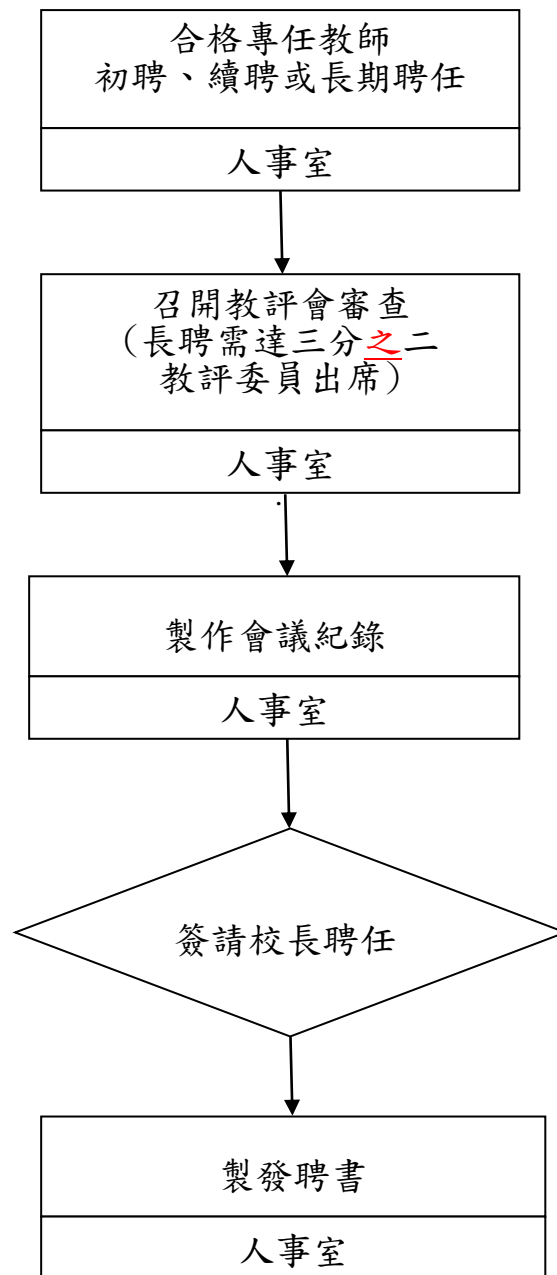 合格專任教師
初聘、續聘或長期聘任
人事室
召開教評會審查
（長聘需達三分之二
教評委員出席）
人事室
.
製作會議紀錄
人事室
簽請校長聘任
製發聘書
人事室